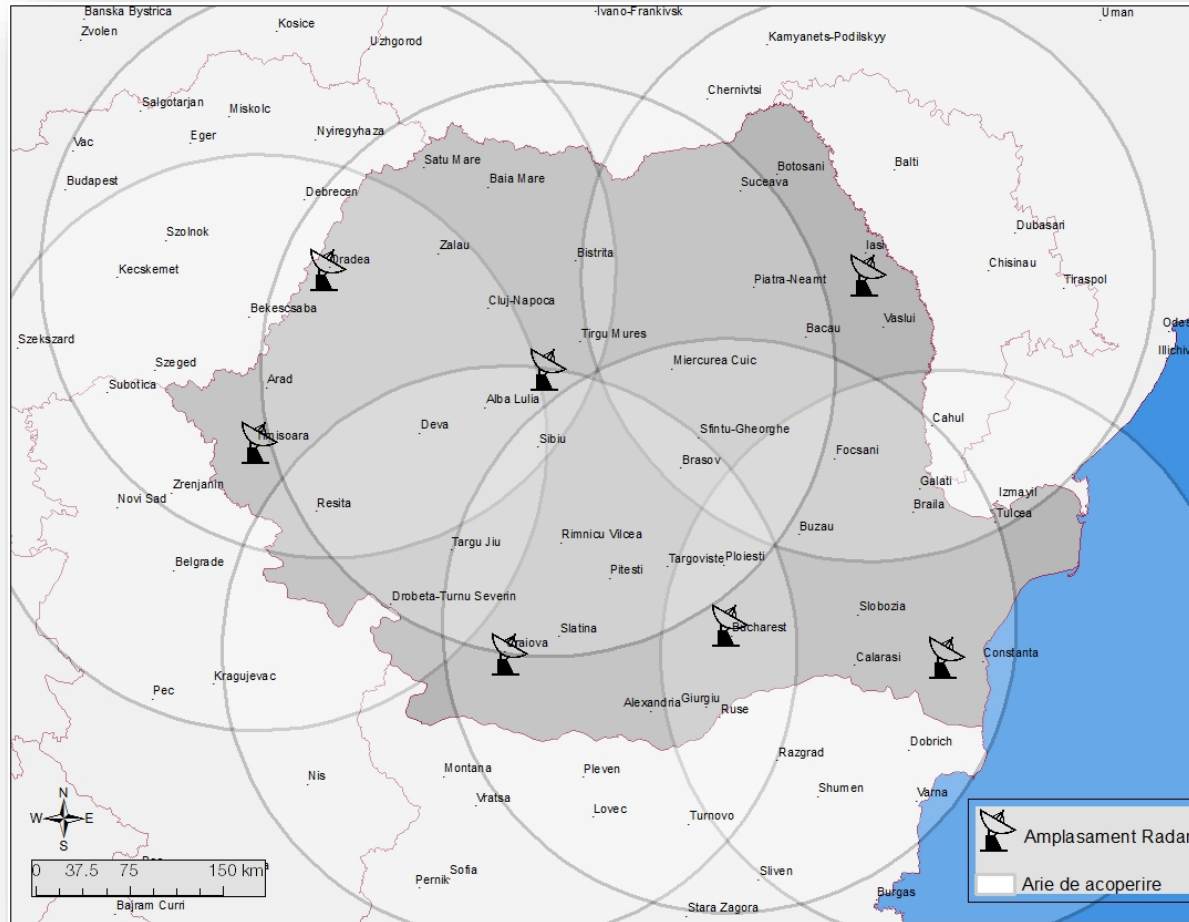 Banska Bystrica
Ivano-Frankivsk
Uman
Zvolen
Kosice
Uzhgorod
Kamyanets-Podilskyy
Chernivtsi
Salgotarjan
Miskolc
Nyiregyhaza
Eger
Vac
Satu Mare
Botosani
Balti
Budapest
Baia Mare
Suceava
Debrecen
Dubasari
Szolnok
Zalau
Bistrita
Iasi
Kecskemet
Oradea
Chisinau
Piatra-Neamt
Tiraspol
Bekescsaba
Cluj-Napoca
Vaslui
Odes
Szekszard
Tirgu Mures
Bacau
Illichiv
Szeged
Miercurea Cuic
Subotica
Arad
Alba Lulia
Cahul
Timisoara
Deva
Sibiu
Sfintu-Gheorghe
Focsani
Brasov
Zrenjanin
Galati
Izmayil
Novi Sad
Resita
Braila
Tulcea
Buzau
Rimnicu Vilcea
Targu Jiu
Belgrade
Targoviste
Ploiesti
Pitesti
Drobeta-Turnu Severin
Slobozia
Slatina
Bucharest
Craiova
Calarasi
Constanta
Kragujevac
Pec
Alexandria
Giurgiu
Ruse
Dobrich
Razgrad
Montana
Pleven
Nis
Shumen
Varna
Vratsa
Lovec
Turnovo
N
W
E
S
Amplasament Radar
0 37.5 75 150 km
Sofia
Pernik
Sliven
Arie de acoperire
Burgas
Bajram Curri
Stara Zagora